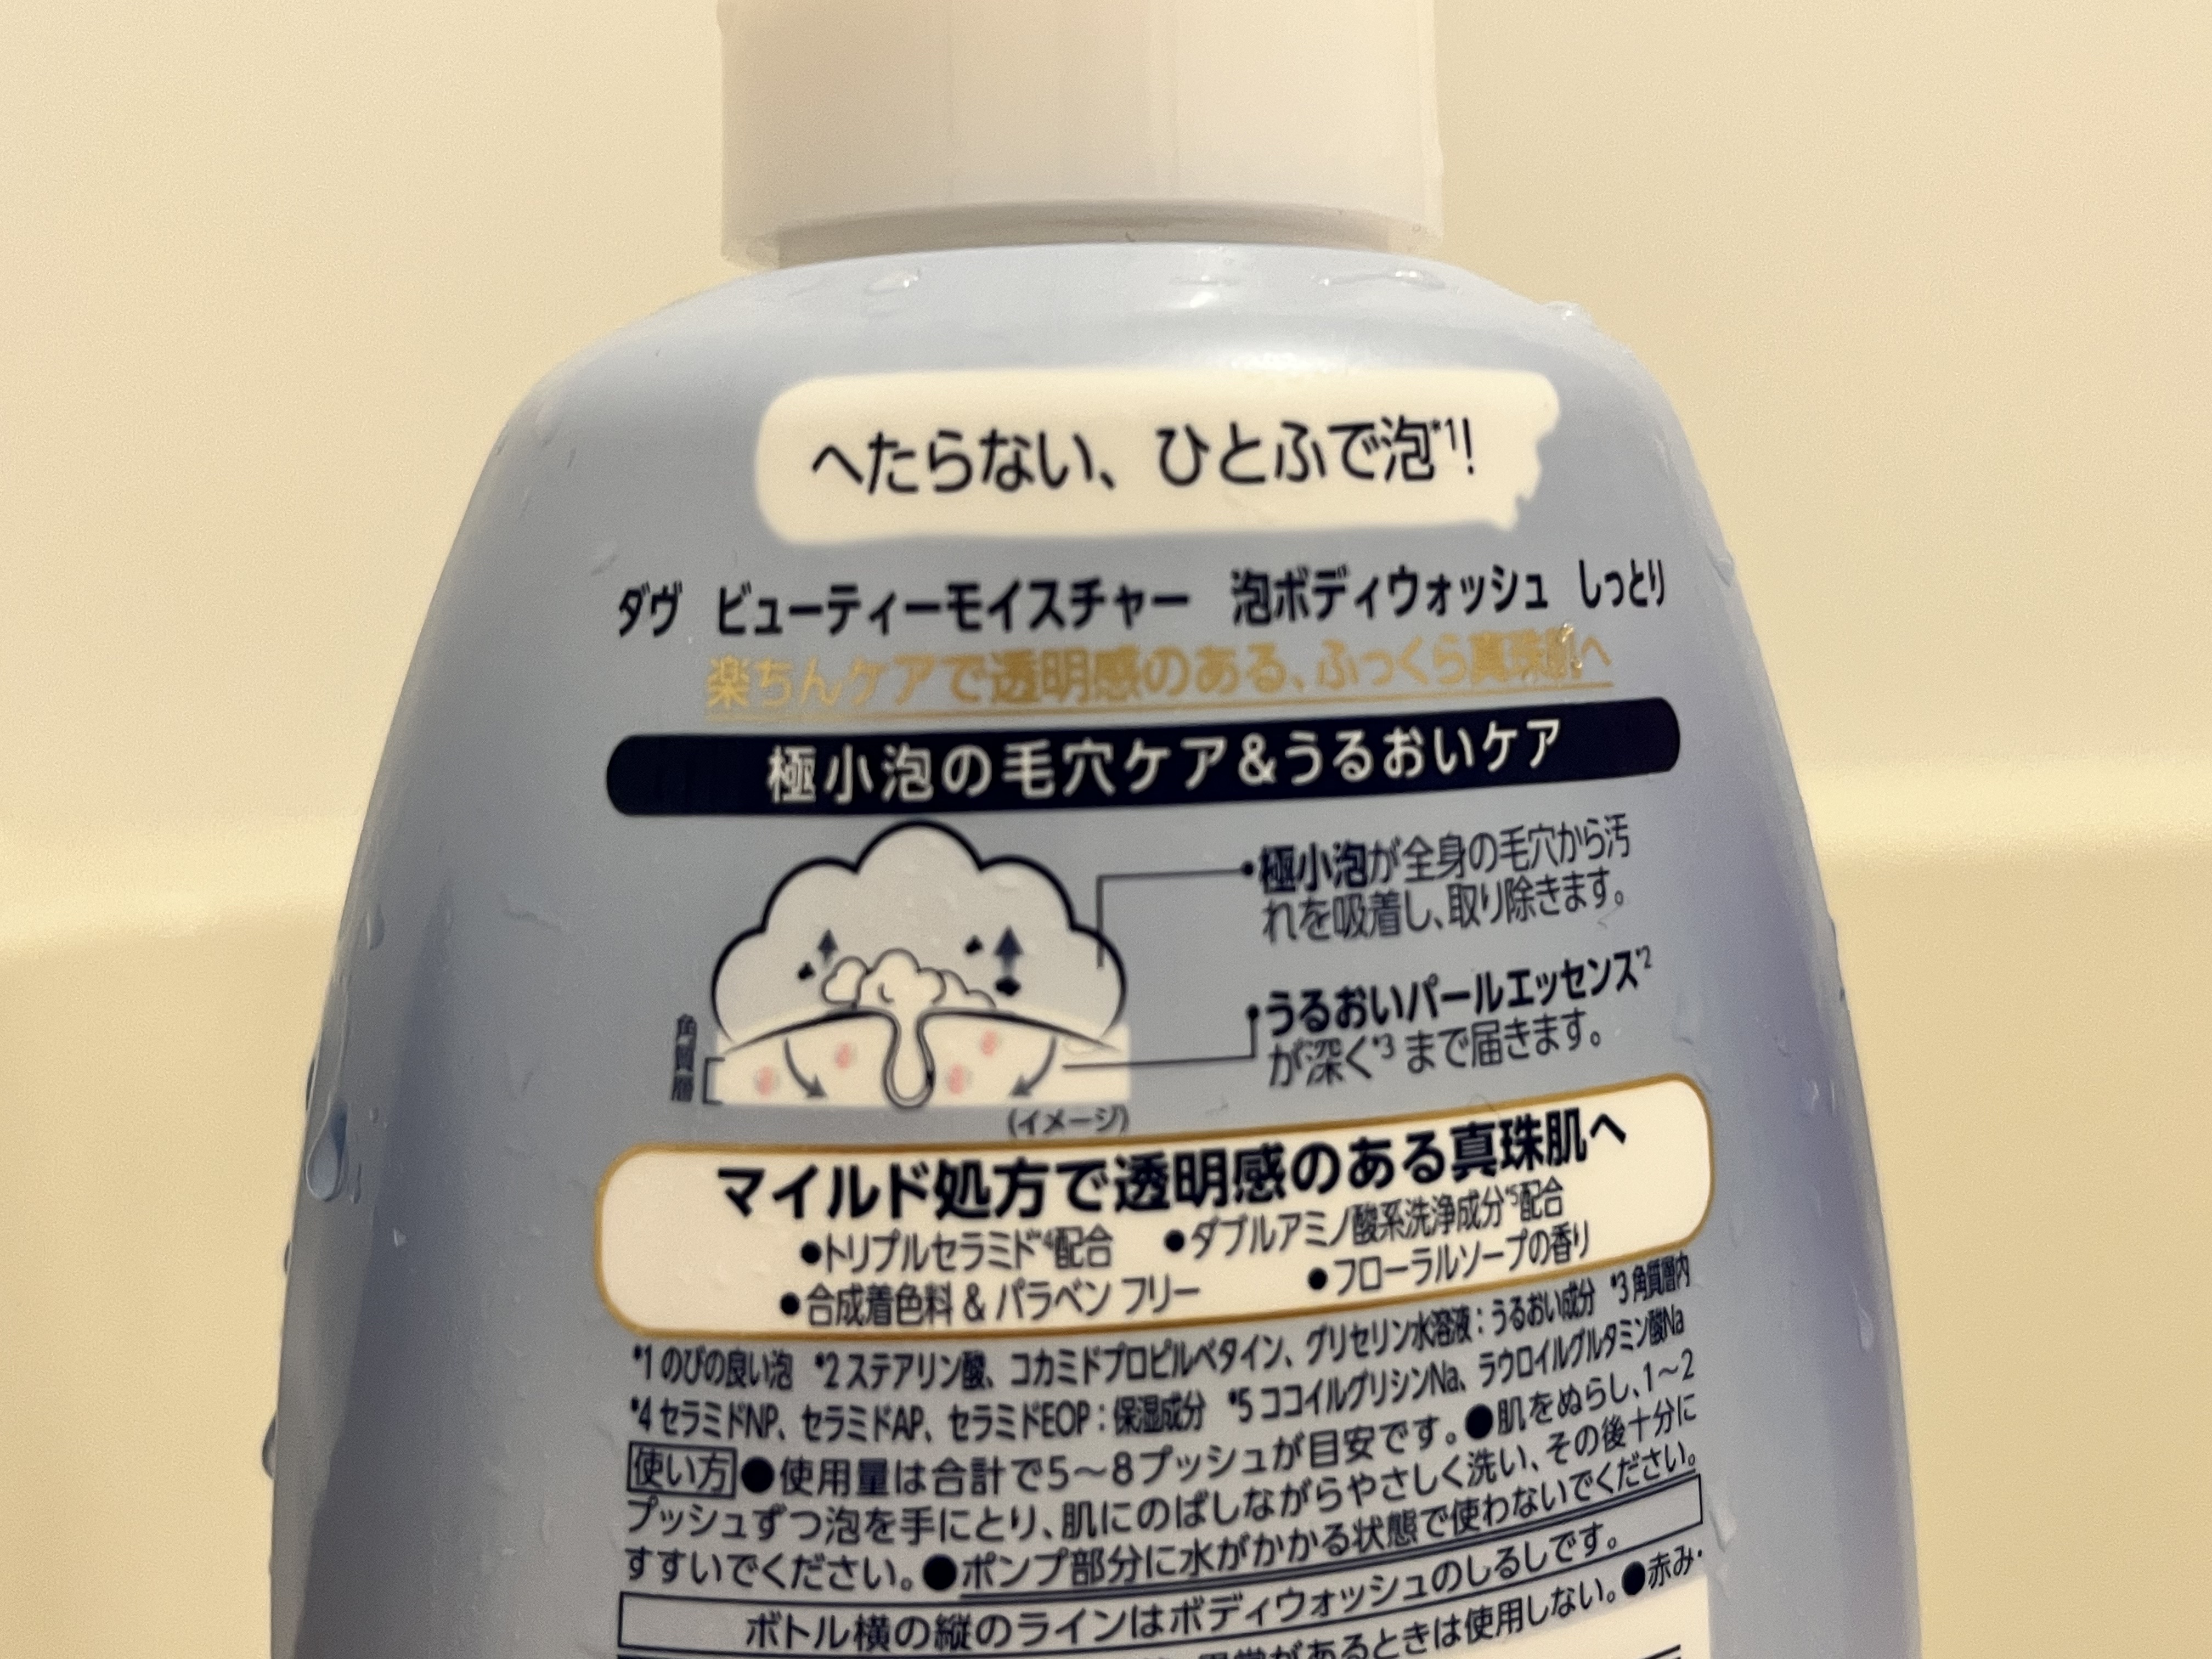 へたらない、ひとふで泡*1!
ダヴ ビューティーモイスチャー 泡ボディウォッシュ しっとり
楽ちんケアで透明感のある、ふっくら真珠肌へ
極小泡の毛穴ケア&うるおいケア
•極小泡が全身の毛穴から汚
れを吸着し、取り除きます。
•うるおいパールエッセンス*2
が深く*3まで届きます。
角質層
(イメージ)
マイルド処方で透明感のある真珠肌へ
●トリプルセラミド*4配合 ●ダブルアミノ酸系洗浄成分*5配合
●合成着色料 & パラベン フリー ●フローラルソープの香り
*1 のびの良い泡 *2 ステアリン酸、コカミドプロピルベタイン、グリセリン水溶液:うるおい成分 *3 角質層内
*4 セラミドNP、セラミドAP、セラミドEOP:保湿成分 *5 ココイルグリシンNa、ラウロイルグルタミン酸Na
使い方 ●使用量は合計で5〜8プッシュが目安です。●肌をぬらし、1〜2
プッシュずつ泡を手にとり、肌にのばしながらやさしく洗い、その後十分に
すすいでください。●ポンプ部分に水がかかる状態で使わないでください。
ボトル横の縦のラインはボディウォッシュのしるしです。
があるときは使用しない。●赤み・